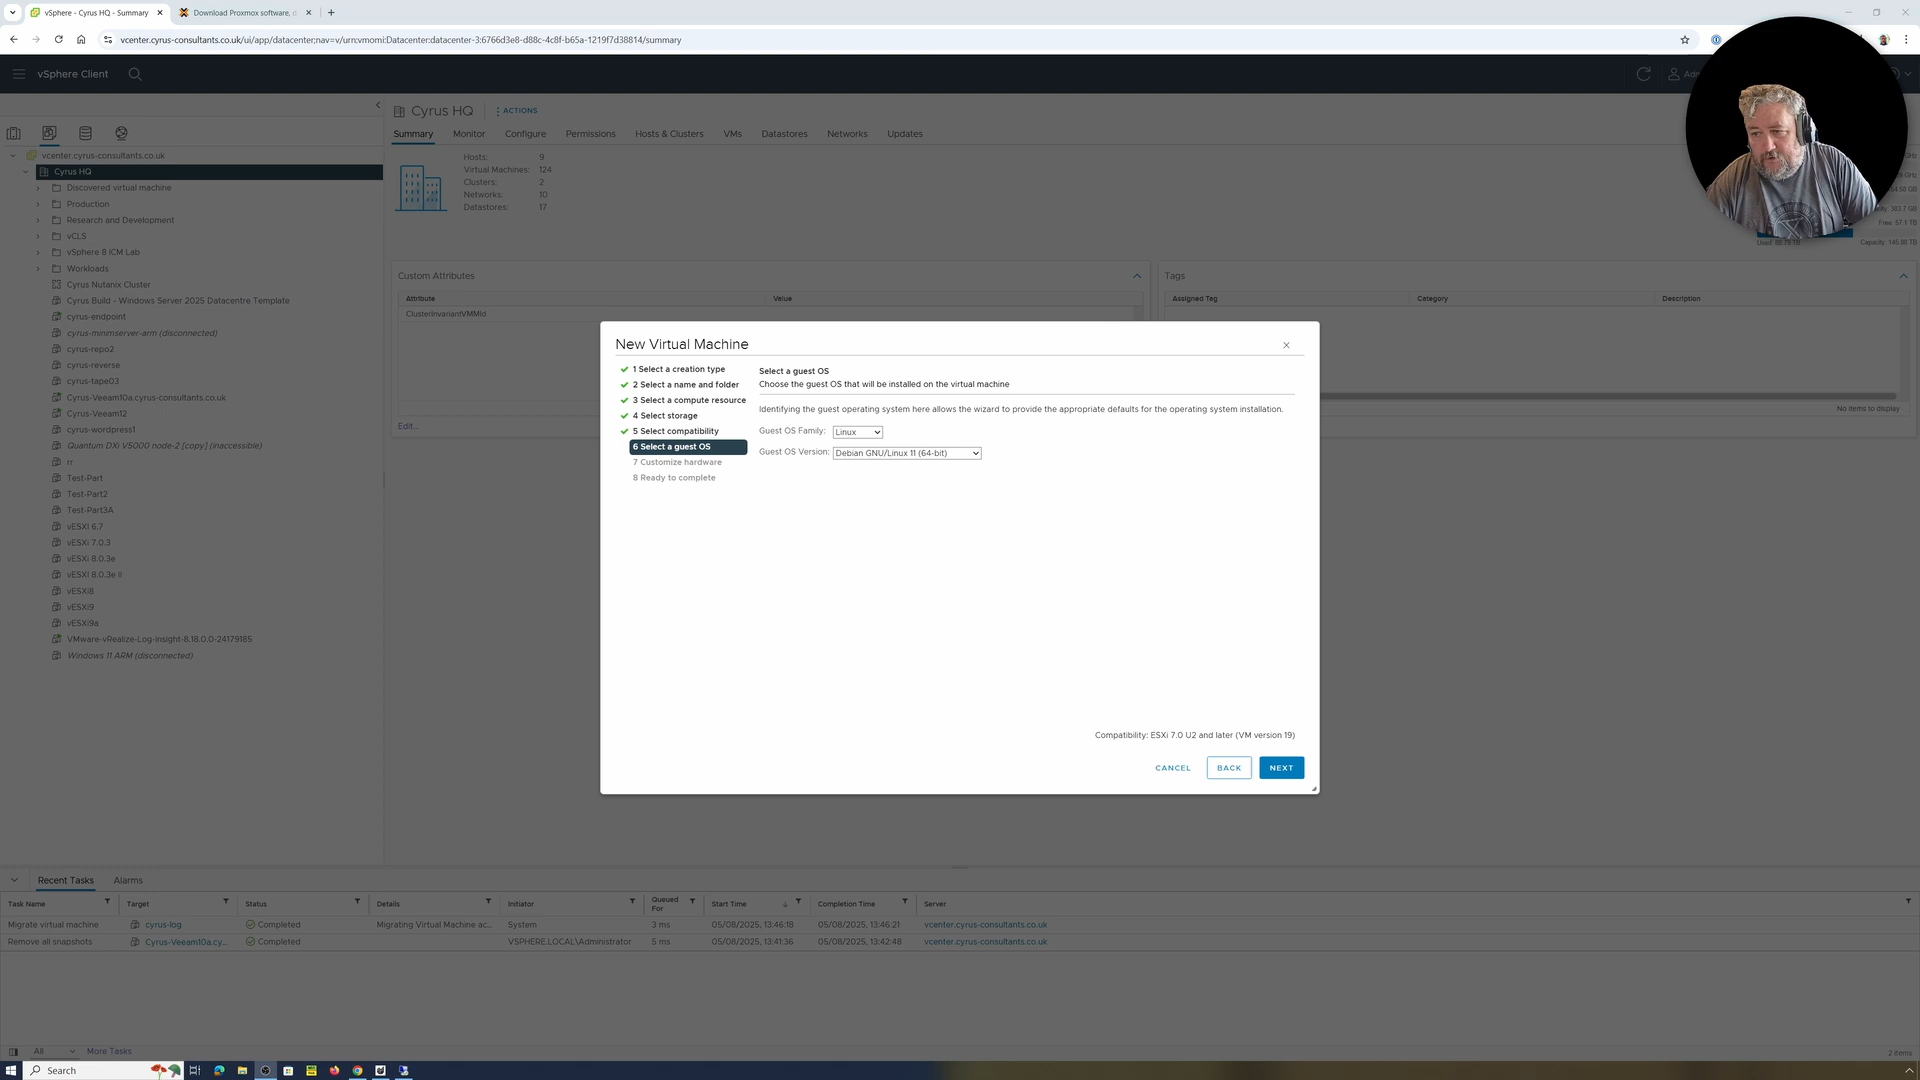 vSphere - Cyrus HQ - Summary
Download Proxmox software, d
vcenter.cyrus-consultants.co.uk/ui/app/datacenter;nav=v/urn:vmomi:Datacenter:datacenter-3:6766d3e8-d88c-4c8f-b65a-1219f7d38814/summary
vSphere Client
Cyrus HQ
ACTIONS
Summary Monitor Configure Permissions Hosts & Clusters VMs Datastores Networks Updates
vcenter.cyrus-consultants.co.uk
Cyrus HQ
Discovered virtual machine
Production
Research and Development
vCLS
vSphere 8 ICM Lab
Workloads
Cyrus Nutanix Cluster
Cyrus Build - Windows Server 2025 Datacentre Template
cyrus-endpoint
cyrus-minimserver-arm (disconnected)
cyrus-repo2
cyrus-reverse
cyrus-tape03
Cyrus-Veeam10a.cyrus-consultants.co.uk
Cyrus-Veeam12
cyrus-wordpress1
Quantum DXi V5000 node-2 [copy] (inaccessible)
rr
Test-Part
Test-Part2
Test-Part3A
vESXI 6.7
vESXi 7.0.3
vESXi 8.0.3e
vESXi 8.0.3e II
vESXi8
vESXi9
vESXi9a
VMware-vRealize-Log-Insight-8.18.0.0-24179185
Windows 11 ARM (disconnected)
Hosts: 9
Virtual Machines: 124
Clusters: 2
Networks: 10
Datastores: 17
Free: 57.1 TB
Used: 88.78 TB Capacity: 145.88 TB
Custom Attributes
Attribute Value
ClusterInvariantVMMId
Edit...
Tags
Assigned Tag Category Description
No items to display
New Virtual Machine
1 Select a creation type
2 Select a name and folder
3 Select a compute resource
4 Select storage
5 Select compatibility
6 Select a guest OS
7 Customize hardware
8 Ready to complete
Select a guest OS
Choose the guest OS that will be installed on the virtual machine
Identifying the guest operating system here allows the wizard to provide the appropriate defaults for the operating system installation.
Guest OS Family: Linux
Guest OS Version: Debian GNU/Linux 11 (64-bit)
Compatibility: ESXi 7.0 U2 and later (VM version 19)
CANCEL BACK NEXT
Recent Tasks Alarms
Task Name Target Status Details Initiator Queued For Start Time Completion Time Server
Migrate virtual machine cyrus-log Completed Migrating Virtual Machine ac... System 3 ms 05/08/2025, 13:46:18 05/08/2025, 13:46:21 vcenter.cyrus-consultants.co.uk
Remove all snapshots Cyrus-Veeam10a.cy... Completed VSPHERE.LOCAL\Administrator 5 ms 05/08/2025, 13:41:36 05/08/2025, 13:42:48 vcenter.cyrus-consultants.co.uk
All More Tasks
2 items
Search